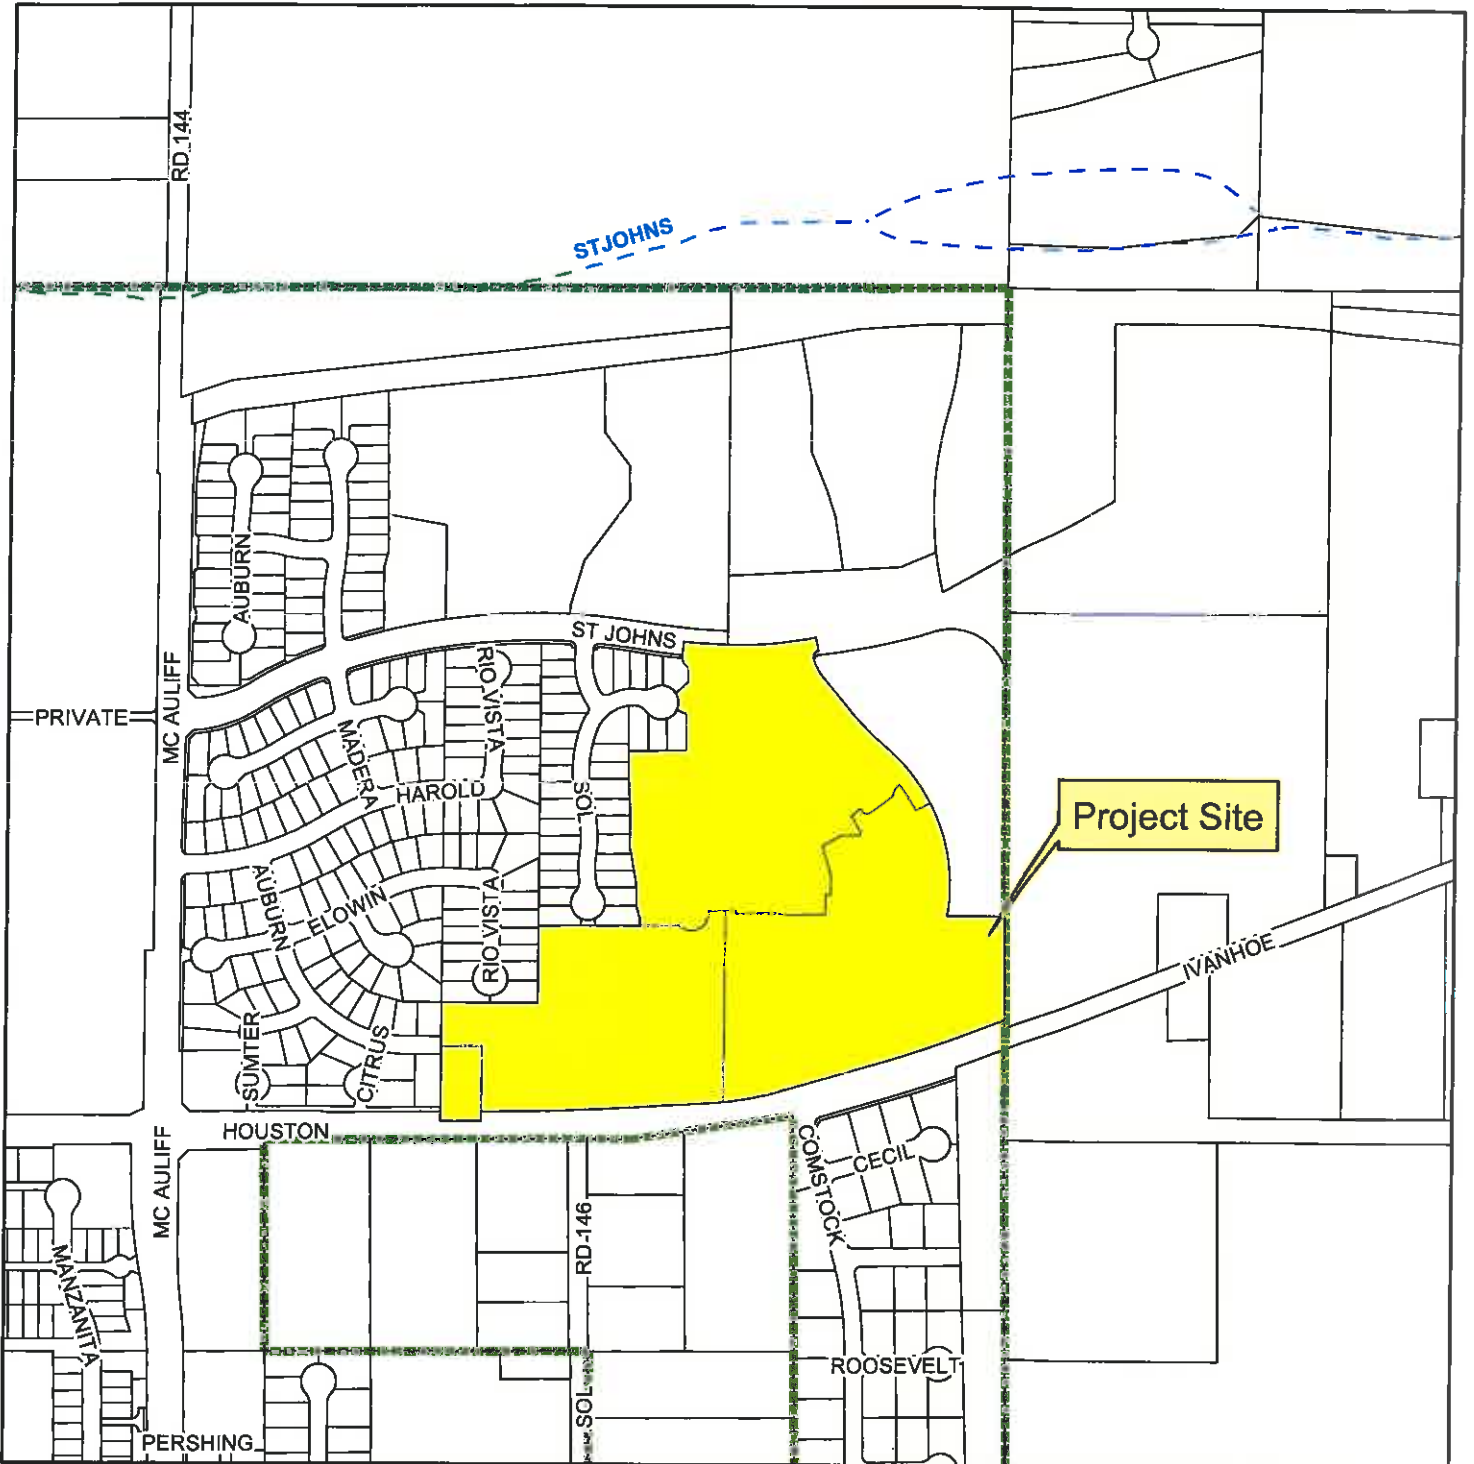 RD 144
STJOHNS
AUBURN
ST JOHNS
RIO VISTA
MC AULIFF
PRIVATE
MADERA
HAROLD
SOL
Project Site
AUBURN
ELOWIN
RIO VISTA
IVANHOE
SUMTER
CITRUS
HOUSTON
MC AULIFF
COMSTOCK
CECIL
RD 146
MANZANITA
ROOSEVELT
SOL
PERSHING